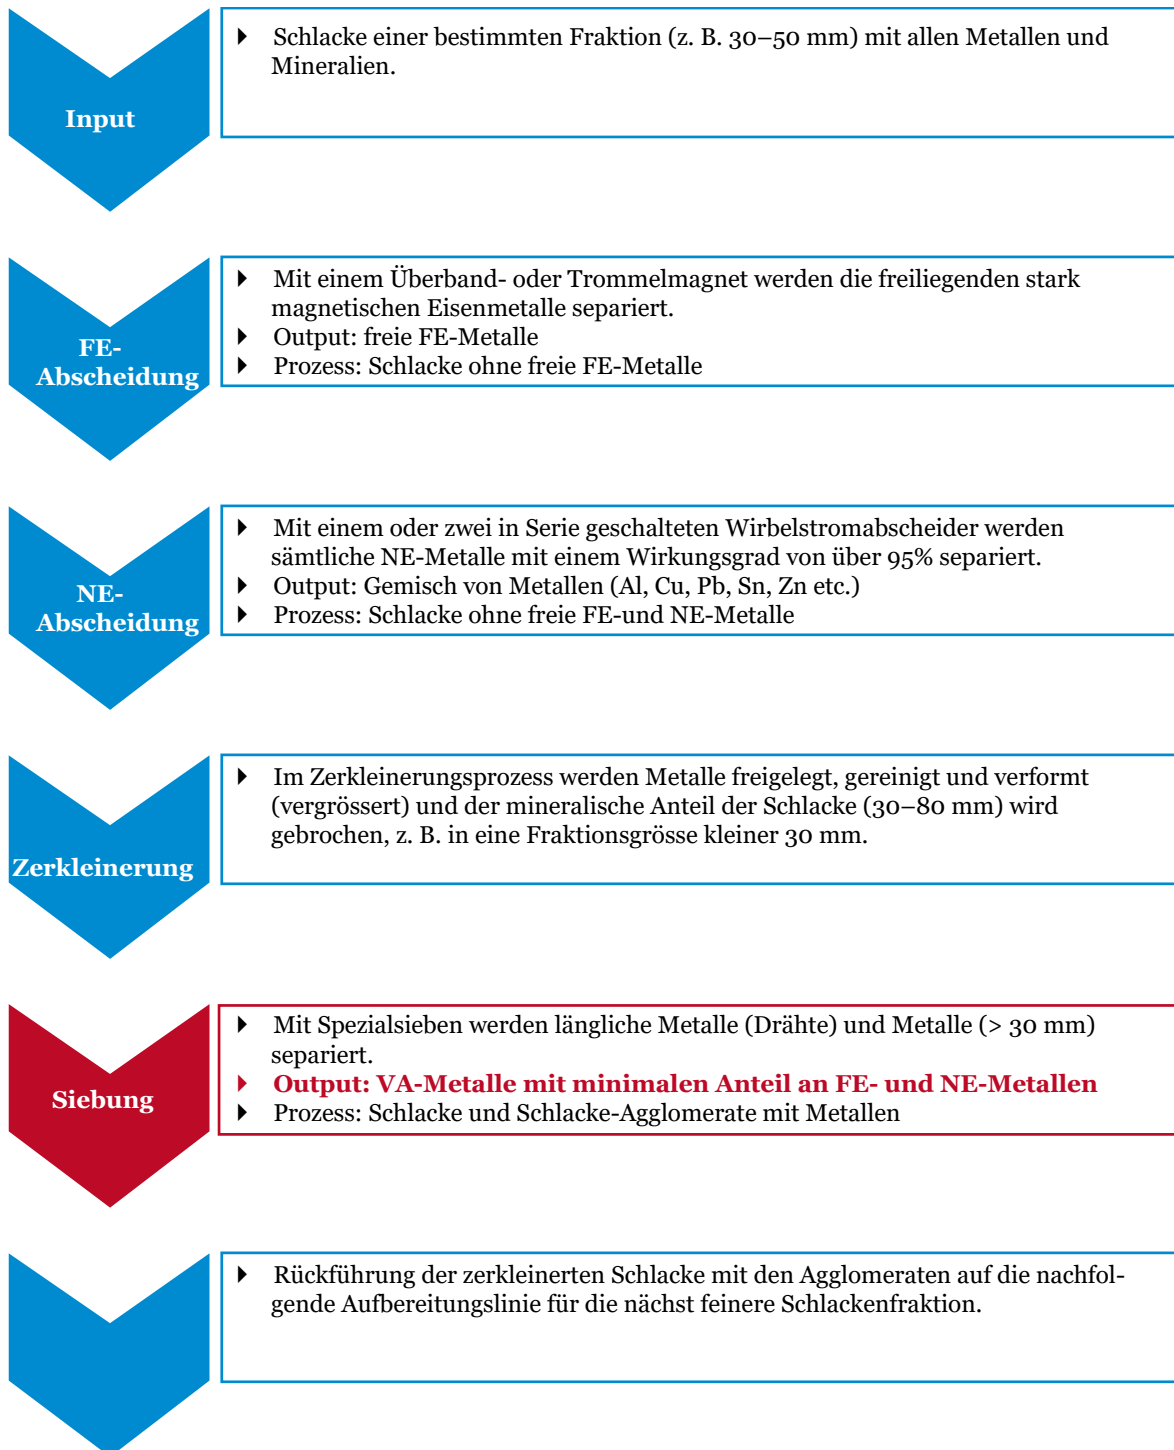 Input
Schlacke einer bestimmten Fraktion (z. B. 30–50 mm) mit allen Metallen und
Mineralien.
FE-
Abscheidung
Mit einem Überband- oder Trommelmagnet werden die freiliegenden stark
magnetischen Eisenmetalle separiert.
Output: freie FE-Metalle
Prozess: Schlacke ohne freie FE-Metalle
NE-
Abscheidung
Mit einem oder zwei in Serie geschalteten Wirbelstromabscheider werden
sämtliche NE-Metalle mit einem Wirkungsgrad von über 95% separiert.
Output: Gemisch von Metallen (Al, Cu, Pb, Sn, Zn etc.)
Prozess: Schlacke ohne freie FE-und NE-Metalle
Zerkleinerung
Im Zerkleinerungsprozess werden Metalle freigelegt, gereinigt und verformt
(vergrössert) und der mineralische Anteil der Schlacke (30–80 mm) wird
gebrochen, z. B. in eine Fraktionsgrösse kleiner 30 mm.
Siebung
Mit Spezialsieben werden längliche Metalle (Drähte) und Metalle (> 30 mm)
separiert.
Output: VA-Metalle mit minimalen Anteil an FE- und NE-Metallen
Prozess: Schlacke und Schlacke-Agglomerate mit Metallen
Rückführung der zerkleinerten Schlacke mit den Agglomeraten auf die nachfol-
gende Aufbereitungslinie für die nächst feinere Schlackenfraktion.